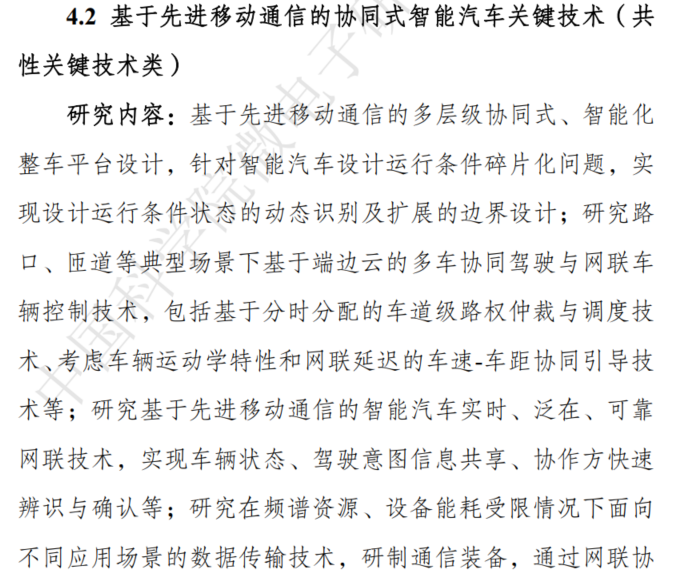 4.2 基于先进移动通信的协同式智能汽车关键技术（共
性关键技术类）
研究内容：基于先进移动通信的多层级协同式、智能化
整车平台设计，针对智能汽车设计运行条件碎片化问题，实
现设计运行条件状态的动态识别及扩展的边界设计；研究路
口、匝道等典型场景下基于端边云的多车协同驾驶与网联车
辆控制技术，包括基于分时分配的车道级路权仲裁与调度技
术、考虑车辆运动学特性和网联延迟的车速-车距协同引导技
术等；研究基于先进移动通信的智能汽车实时、泛在、可靠
网联技术，实现车辆状态、驾驶意图信息共享、协作方快速
辨识与确认等；研究在频谱资源、设备能耗受限情况下面向
不同应用场景的数据传输技术，研制通信装备，通过网联协
中国科学院微电子研